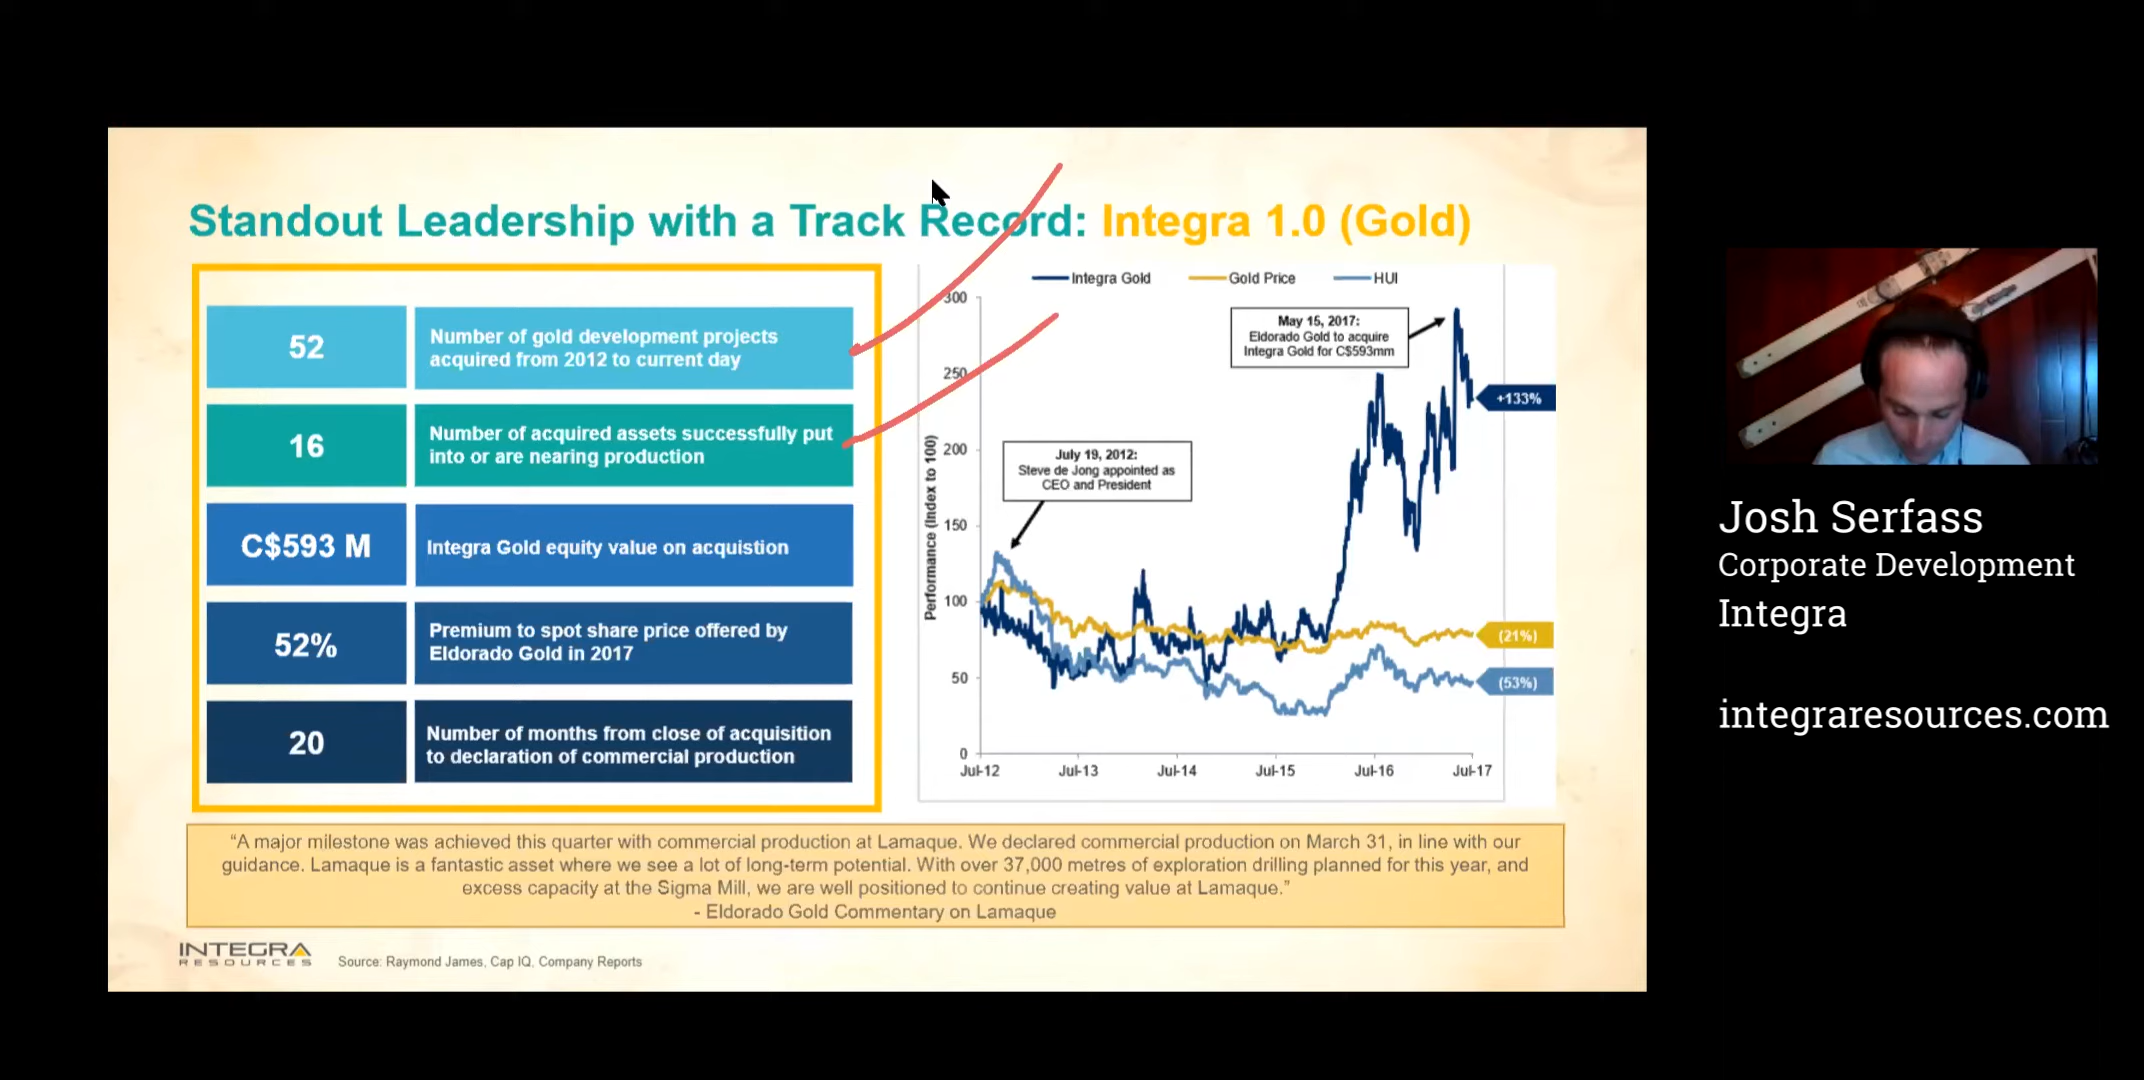 Standout Leadership with a Track Record: Integra 1.0 (Gold)
52
Number of gold development projects
acquired from 2012 to current day
16
Number of acquired assets successfully put
into or are nearing production
C$593 M
Integra Gold equity value on acquistion
52%
Premium to spot share price offered by
Eldorado Gold in 2017
20
Number of months from close of acquisition
to declaration of commercial production
Integra Gold
Gold Price
HUI
Performance (Index to 100)
300
250
200
150
100
50
0
Jul-12
Jul-13
Jul-14
Jul-15
Jul-16
Jul-17
July 19, 2012:
Steve de Jong appointed as
CEO and President
May 15, 2017:
Eldorado Gold to acquire
Integra Gold for C$593mm
+133%
(21%)
(53%)
“A major milestone was achieved this quarter with commercial production at Lamaque. We declared commercial production on March 31, in line with our
guidance. Lamaque is a fantastic asset where we see a lot of long-term potential. With over 37,000 metres of exploration drilling planned for this year, and
excess capacity at the Sigma Mill, we are well positioned to continue creating value at Lamaque.”
- Eldorado Gold Commentary on Lamaque
INTEGRA
RESOURCES
Source: Raymond James, Cap IQ, Company Reports
Josh Serfass
Corporate Development
Integra
integraresources.com